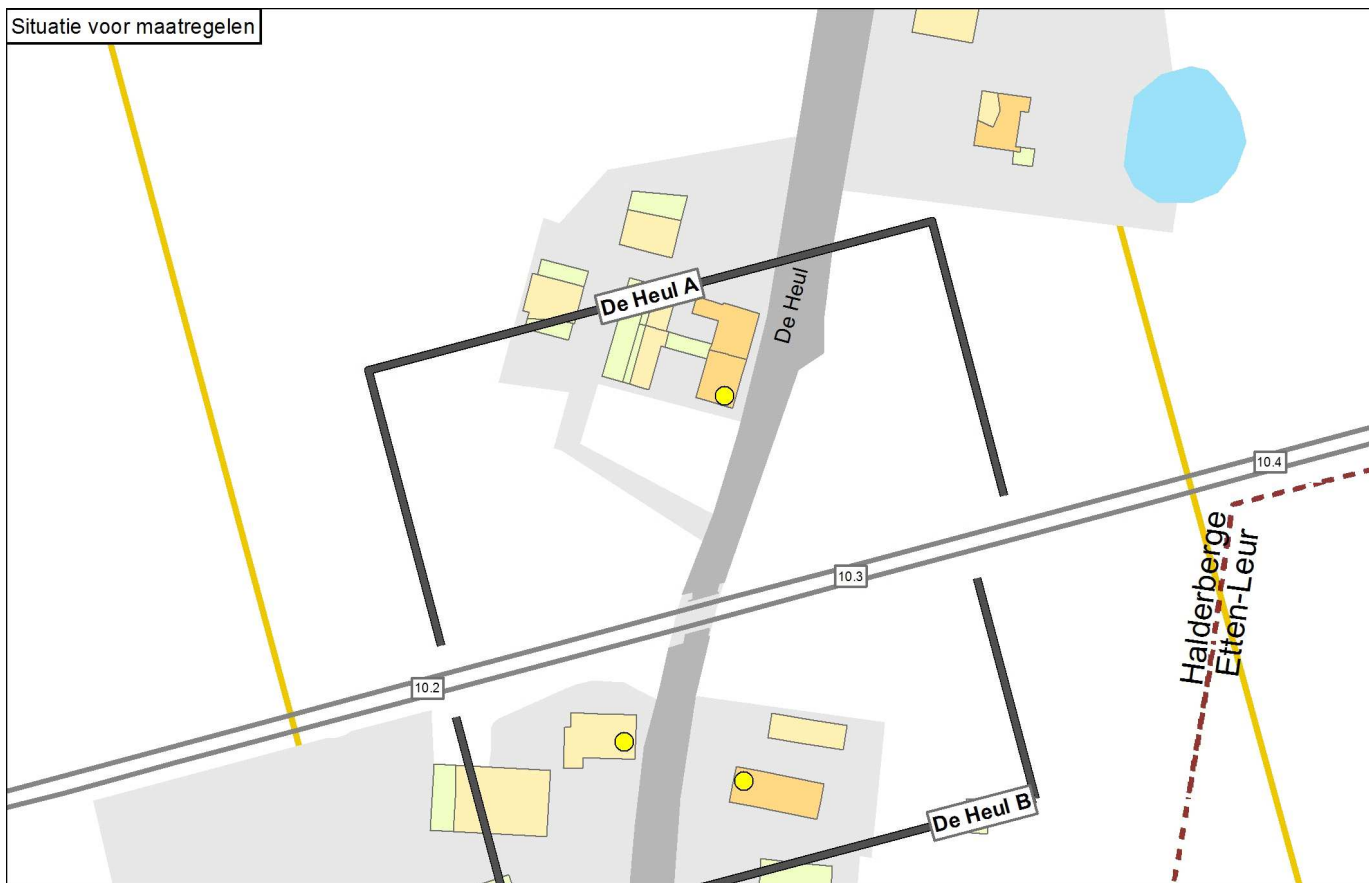 Situatie voor maatregelen
De Heul A
De Heul
10.4
10.3
Halderberge
Etten-Leur
10.2
De Heul B